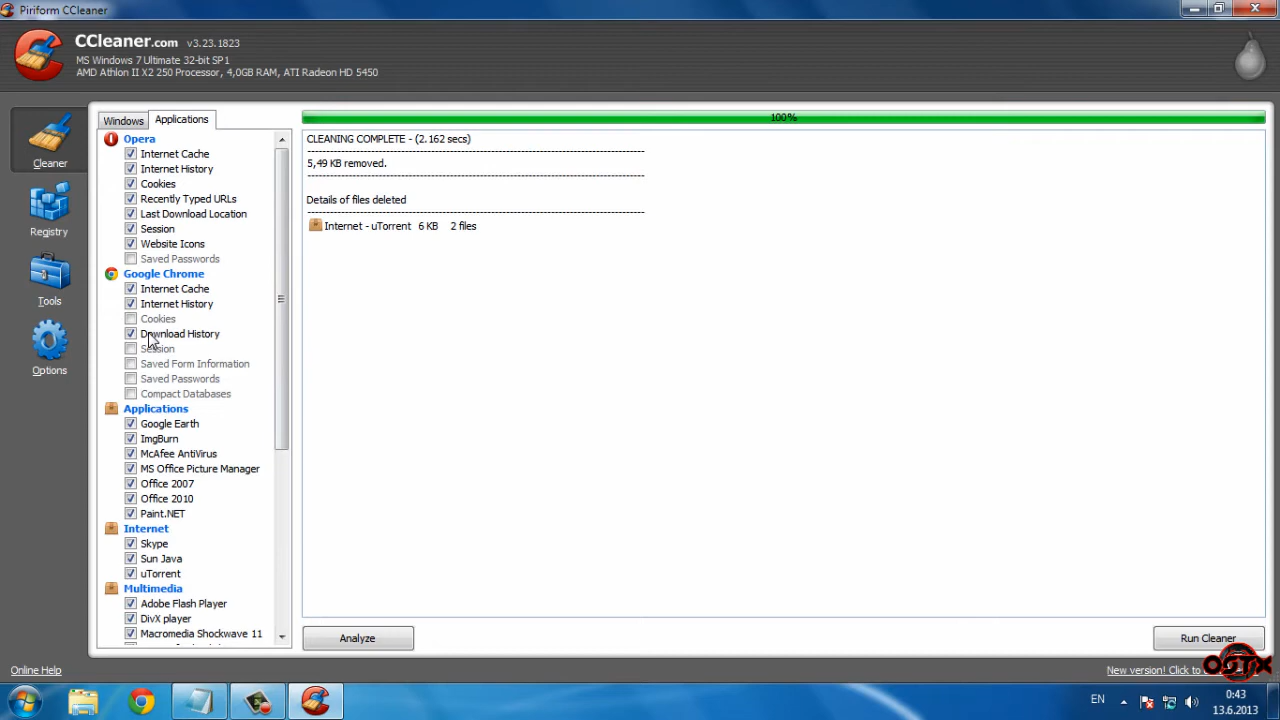 Piriform CCleaner
CCleaner.com v3.23.1823
MS Windows 7 Ultimate 32-bit SP1
AMD Athlon II X2 250 Processor, 4,0GB RAM, ATI Radeon HD 5450
Cleaner
Registry
Tools
Options
Windows
Applications
Opera
Internet Cache
Internet History
Cookies
Recently Typed URLs
Last Download Location
Session
Website Icons
Saved Passwords
Google Chrome
Internet Cache
Internet History
Cookies
Download History
Session
Saved Form Information
Saved Passwords
Compact Databases
Applications
Google Earth
ImgBurn
McAfee AntiVirus
MS Office Picture Manager
Office 2007
Office 2010
Paint.NET
Internet
Skype
Sun Java
uTorrent
Multimedia
Adobe Flash Player
DivX player
Macromedia Shockwave 11
100%
CLEANING COMPLETE - (2.162 secs)
5,49 KB removed.
Details of files deleted
Internet - uTorrent 6 KB 2 files
Analyze
Run Cleaner
Online Help
New version! Click to
OSTX
EN
0:43
13.6.2013